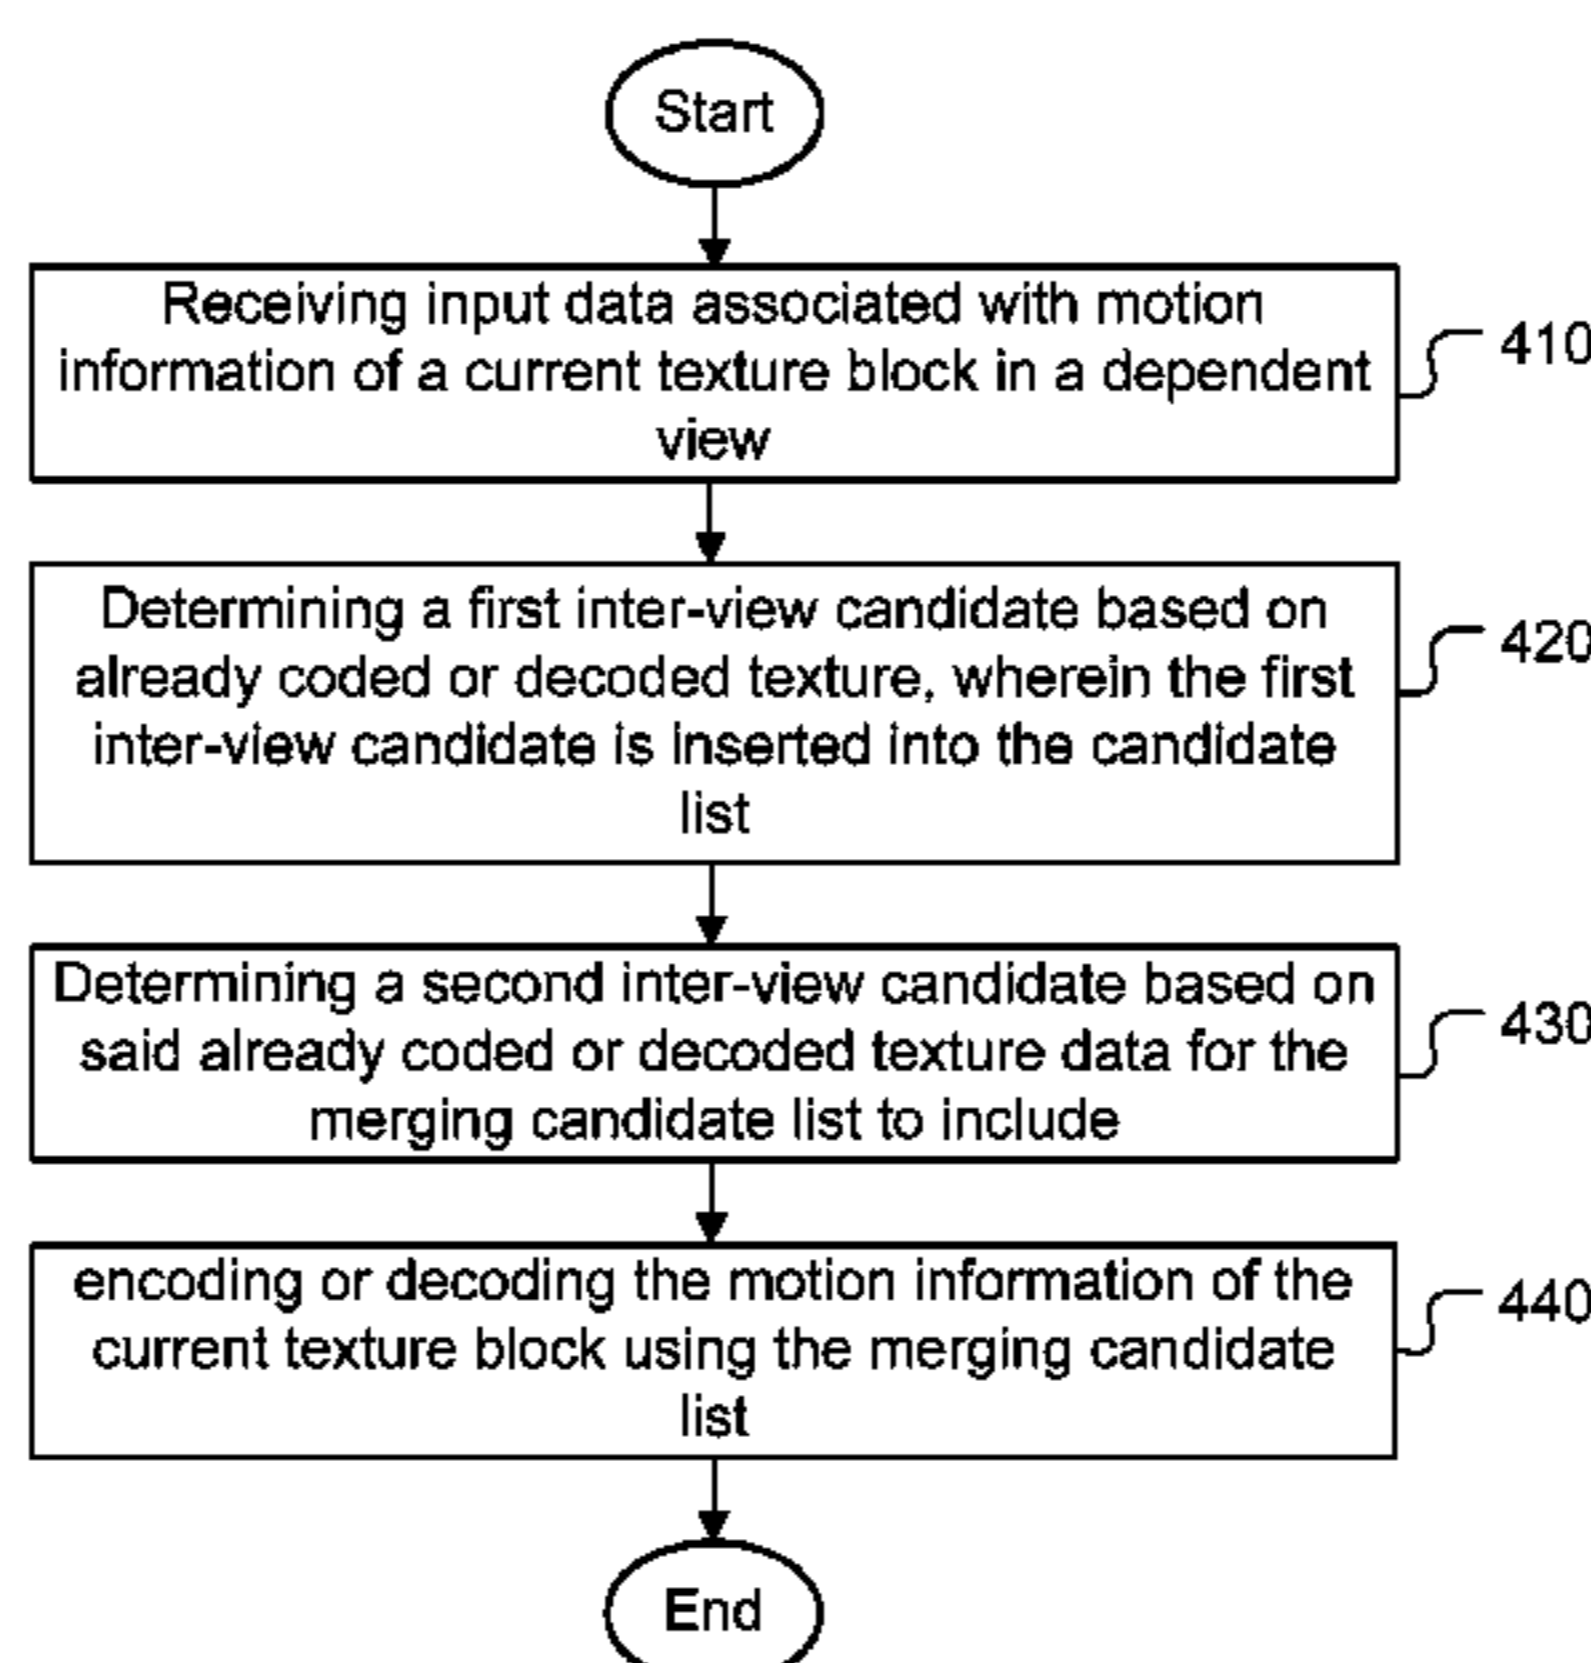 Start
Receiving input data associated with motion
information of a current texture block in a dependent
view
410
Determining a first inter-view candidate based on
already coded or decoded texture, wherein the first
inter-view candidate is inserted into the candidate
list
420
Determining a second inter-view candidate based on
said already coded or decoded texture data for the
merging candidate list to include
430
encoding or decoding the motion information of the
current texture block using the merging candidate
list
440
End